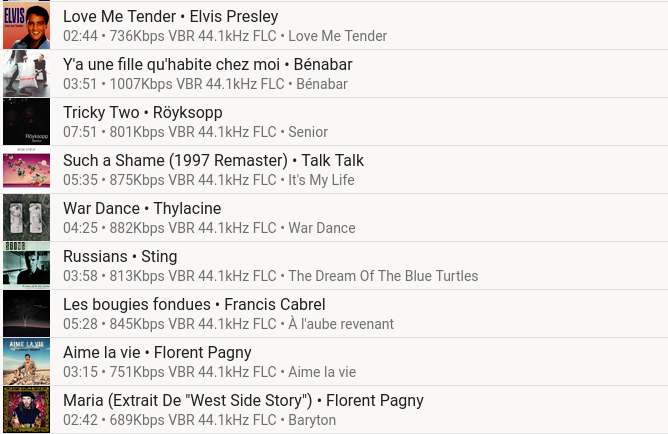 ELVIS
Love Me Tender • Elvis Presley
02:44 • 736Kbps VBR 44.1kHz FLC • Love Me Tender
Y'a une fille qu'habite chez moi • Bénabar
03:51 • 1007Kbps VBR 44.1kHz FLC • Bénabar
Tricky Two • Röyksopp
07:51 • 801Kbps VBR 44.1kHz FLC • Senior
Röyksopp
Senior
Such a Shame (1997 Remaster) • Talk Talk
05:35 • 875Kbps VBR 44.1kHz FLC • It's My Life
War Dance • Thylacine
04:25 • 882Kbps VBR 44.1kHz FLC • War Dance
Russians • Sting
03:58 • 813Kbps VBR 44.1kHz FLC • The Dream Of The Blue Turtles
Les bougies fondues • Francis Cabrel
05:28 • 845Kbps VBR 44.1kHz FLC • À l'aube revenant
AIME LA VIE
Aime la vie • Florent Pagny
03:15 • 751Kbps VBR 44.1kHz FLC • Aime la vie
Maria (Extrait De "West Side Story") • Florent Pagny
02:42 • 689Kbps VBR 44.1kHz FLC • Baryton